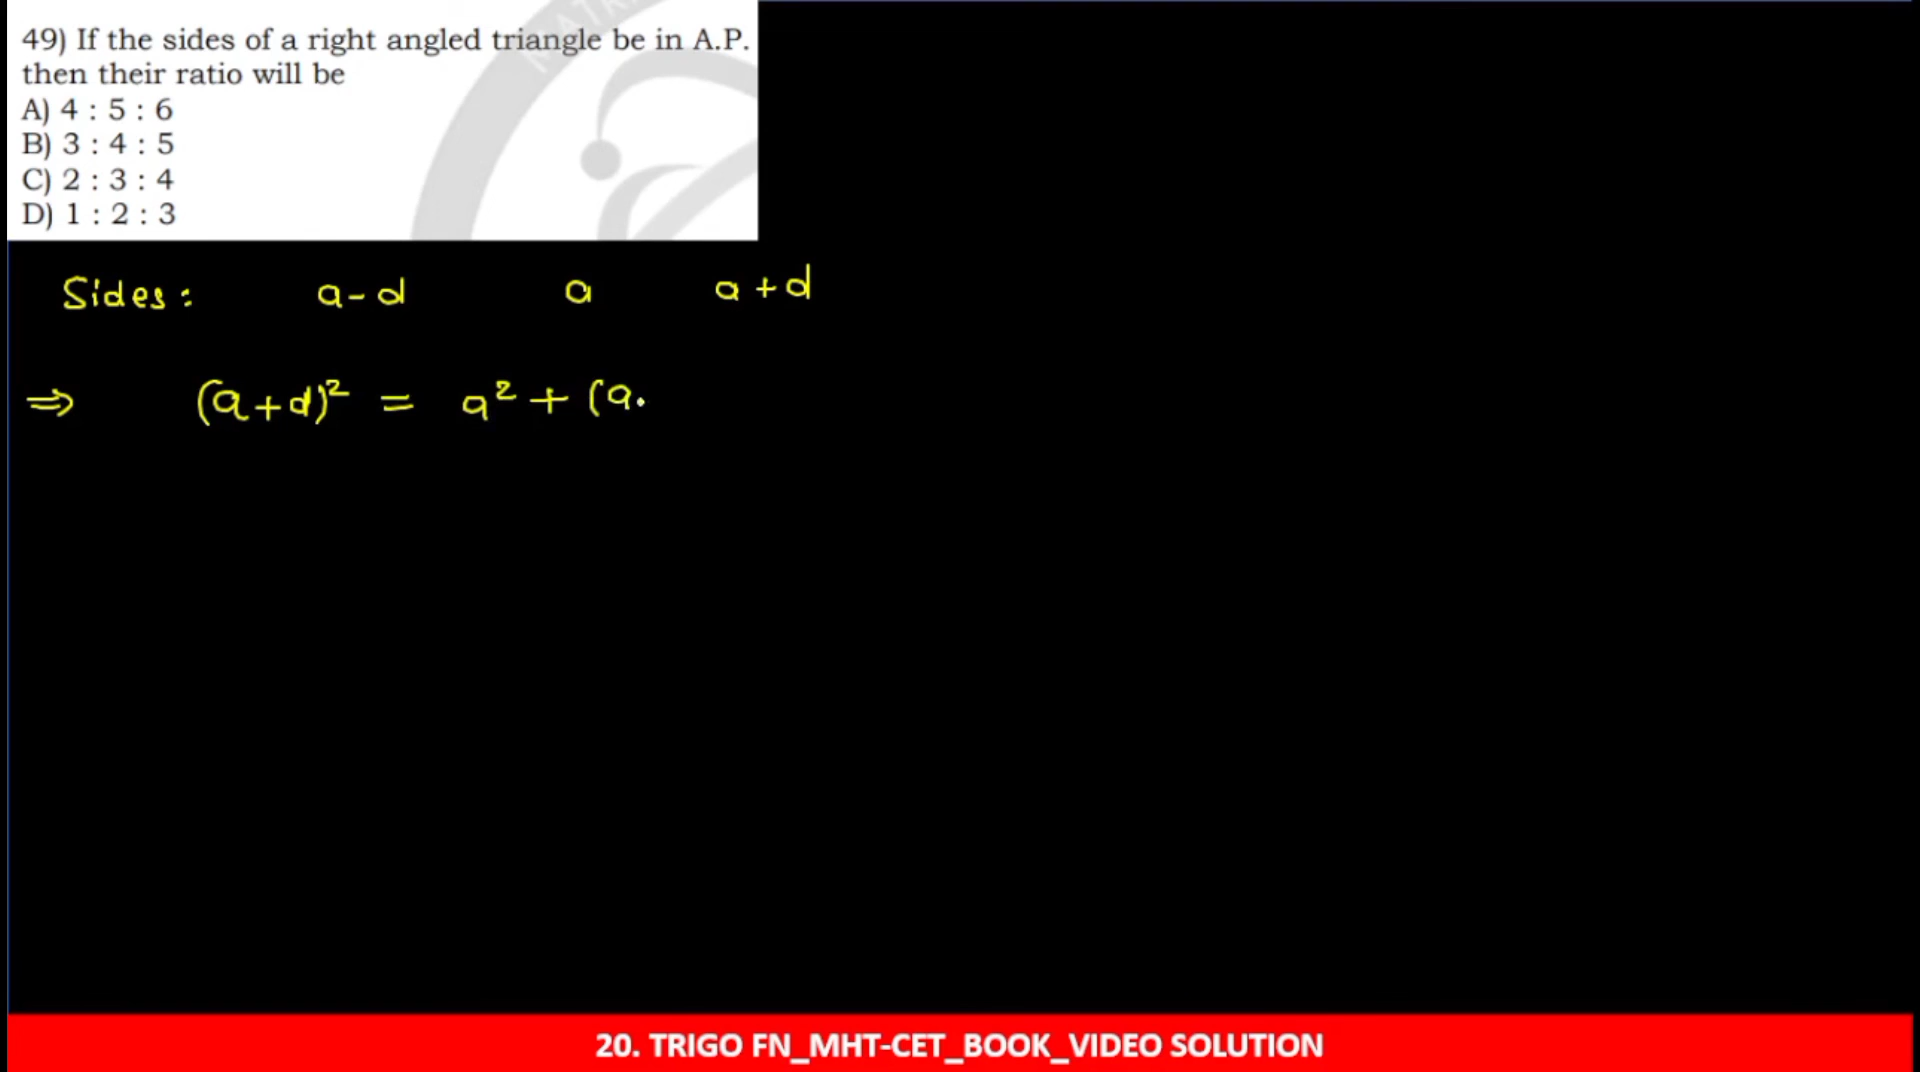 49) If the sides of a right angled triangle be in A.P.
then their ratio will be
A) 4 : 5 : 6
B) 3 : 4 : 5
C) 2 : 3 : 4
D) 1 : 2 : 3
Sides : a - d a a + d
⇒ (a+d)² = a² + (a
20. TRIGO FN_MHT-CET_BOOK_VIDEO SOLUTION